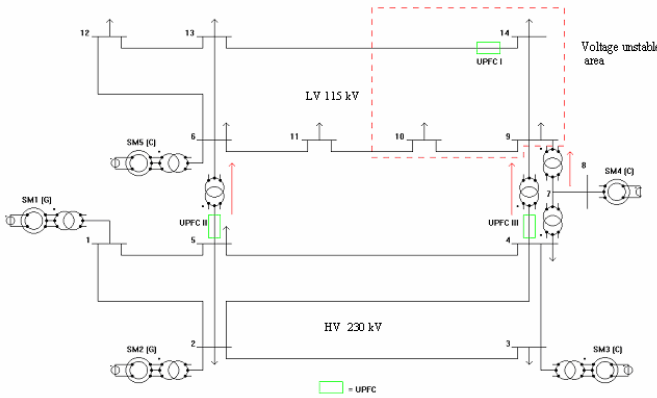 12
13
14
UPFC I
Voltage unstable
area
LV 115 kV
SM5 (C)
6
11
10
9
8
SM4 (C)
7
SM1 (G)
UPFC II
UPFC III
1
5
4
HV 230 kV
2
3
SM2 (G)
SM3 (C)
= UPFC